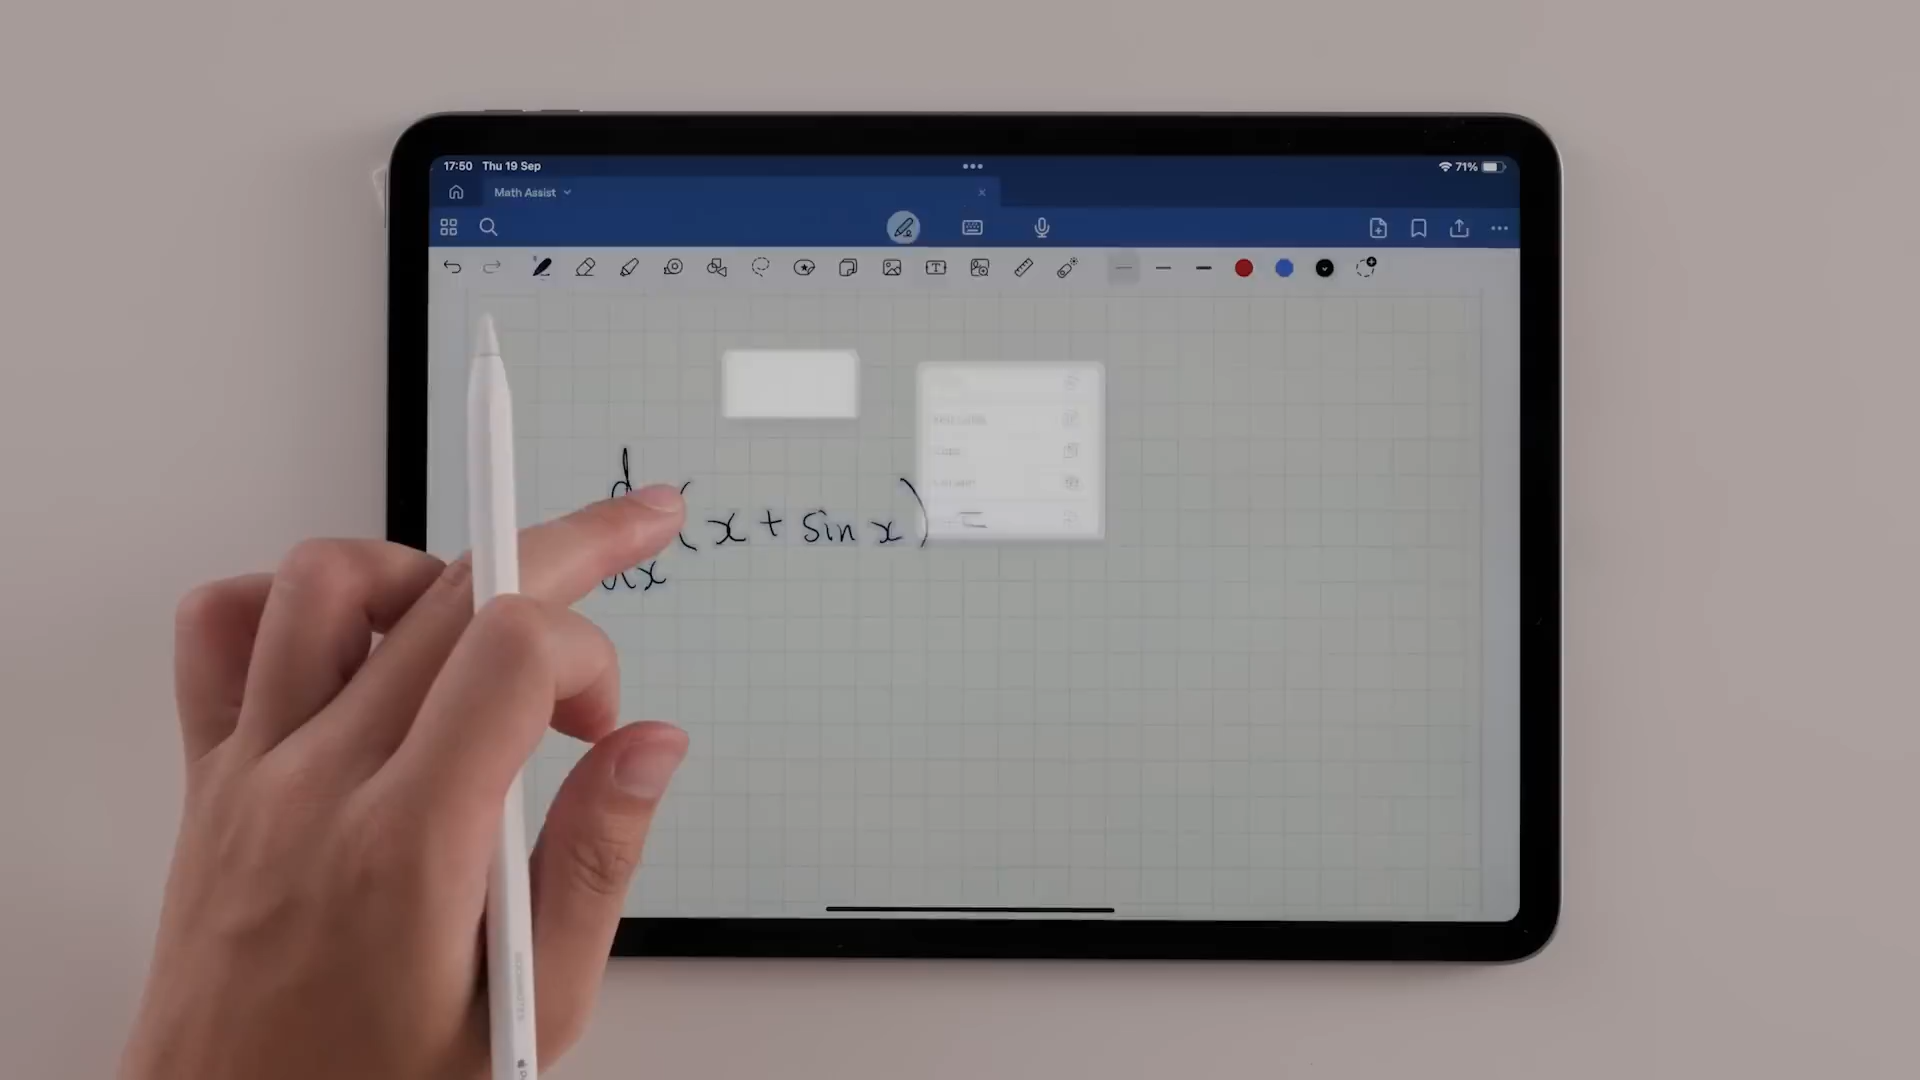 17:50 Thu 19 Sep
71%
Math Assist
d
(x + sin x) =
dx